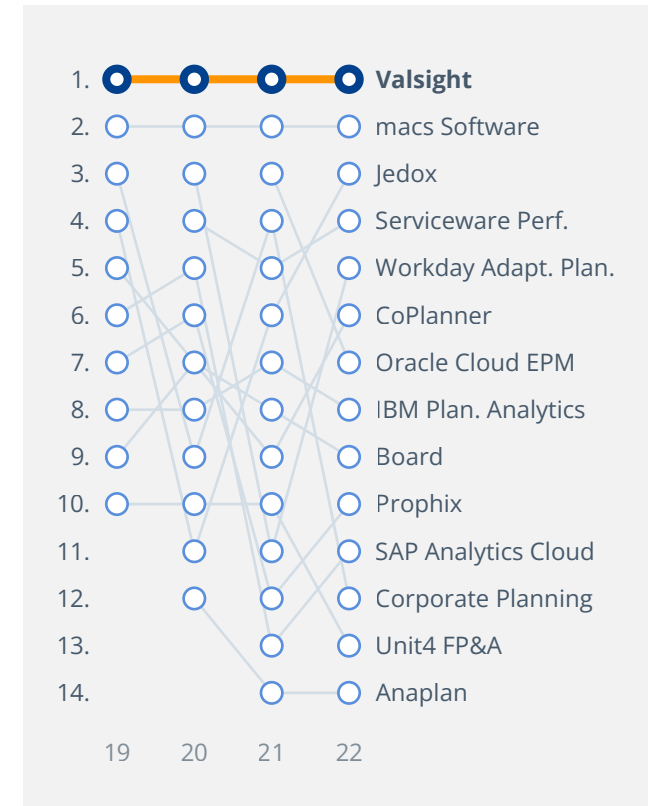 1. Valsight
2. macs Software
3. Jedox
4. Serviceware Perf.
5. Workday Adapt. Plan.
6. CoPlanner
7. Oracle Cloud EPM
8. IBM Plan. Analytics
9. Board
10. Prophix
11. SAP Analytics Cloud
12. Corporate Planning
13. Unit4 FP&A
14. Anaplan
19 20 21 22